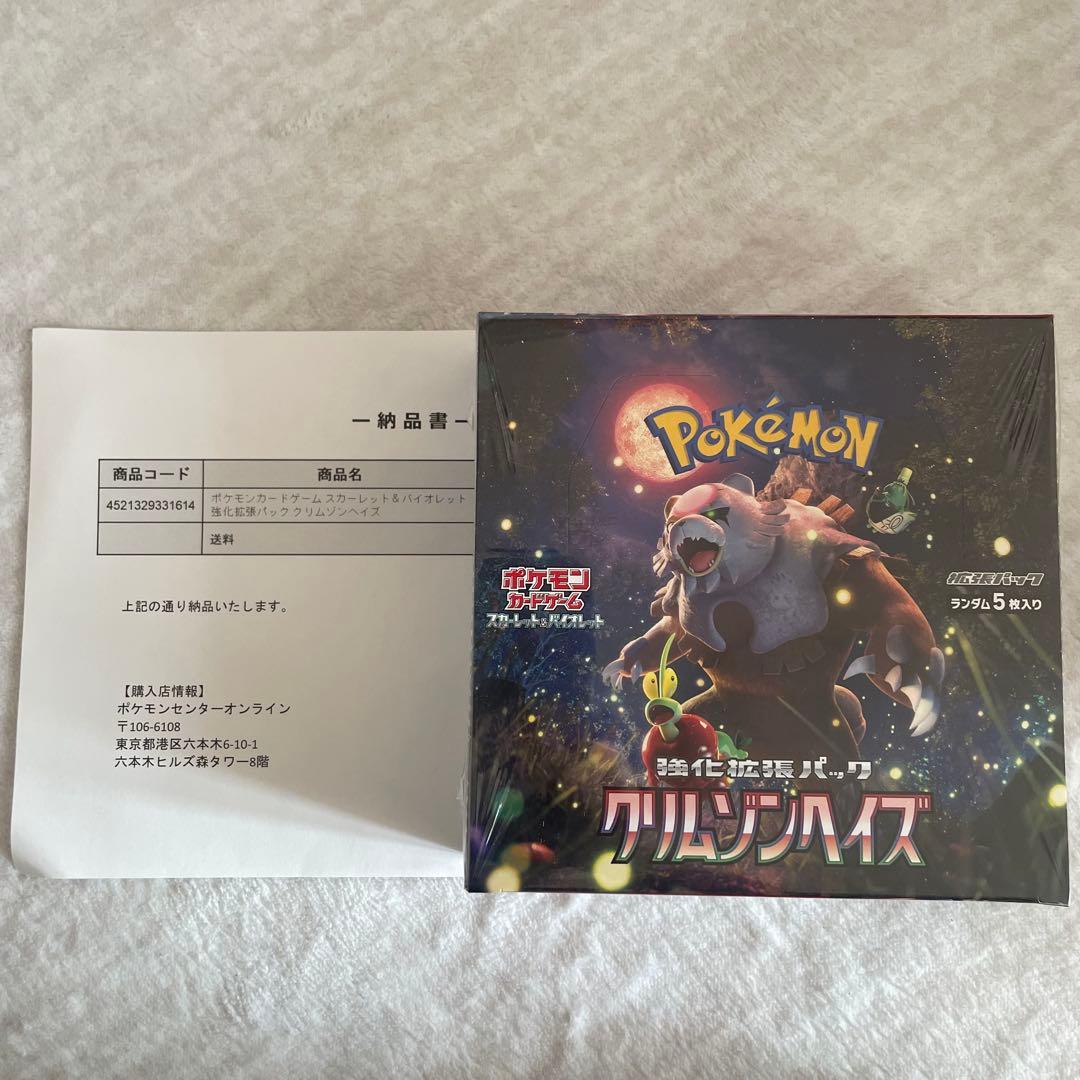 ー納品書ー
商品コード 商品名
4521329331614 ポケモンカードゲーム スカーレット＆バイオレット
強化拡張パック クリムゾンヘイズ
送料
上記の通り納品いたします。
【購入店情報】
ポケモンセンターオンライン
〒106-6108
東京都港区六本木6-10-1
六本木ヒルズ森タワー8階
POKéMON
ポケモン
カードゲーム
スカーレット&バイオレット
拡張パック
ランダム5枚入り
強化拡張パック
クリムゾンヘイズ